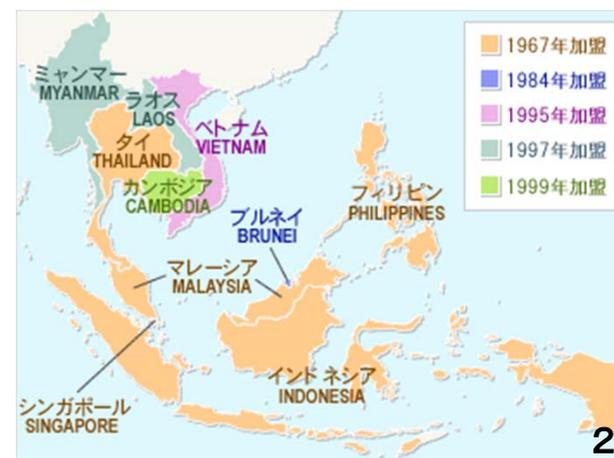 1967年加盟
1984年加盟
1995年加盟
1997年加盟
1999年加盟
ミャンマー
MYANMAR
ラオス
LAOS
タイ
THAILAND
ベトナム
VIETNAM
カンボジア
CAMBODIA
フィリピン
PHILIPPINES
ブルネイ
BRUNEI
マレーシア
MALAYSIA
インドネシア
INDONESIA
シンガポール
SINGAPORE
2